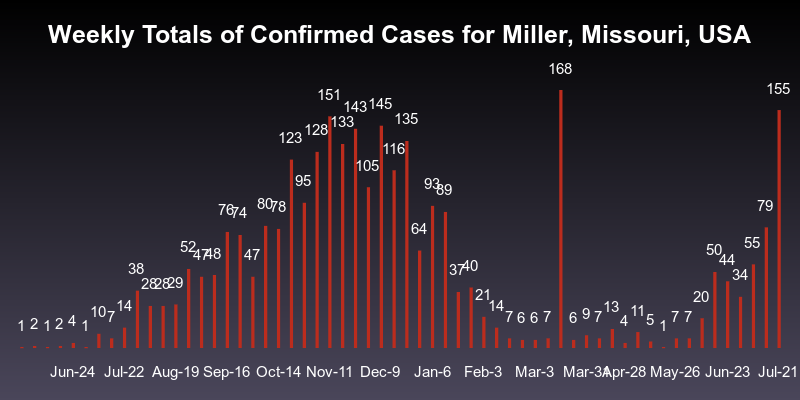 Weekly Totals of Confirmed Cases for Miller, Missouri, USA
1 2 1 2 4 1 10 7 14 38 28 28 29 52 47 48 76 74 47 80 78 123 95 128 151 133 143 105 145 116 135 64 93 89 37 40 21 14 7 6 6 7 168 6 9 7 13 4 11 5 1 7 7 20 50 44 34 55 79 155
Jun-24 Jul-22 Aug-19 Sep-16 Oct-14 Nov-11 Dec-9 Jan-6 Feb-3 Mar-3 Mar-31 Apr-28 May-26 Jun-23 Jul-21